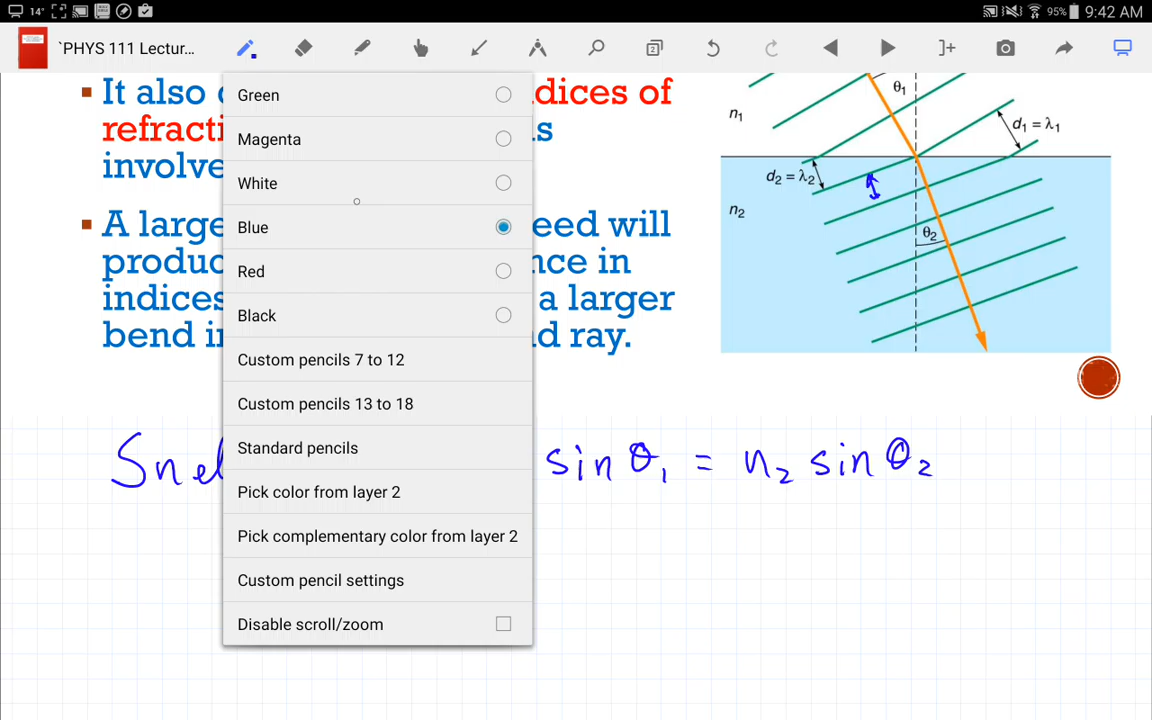 14° 95% 9:42 AM
`PHYS 111 Lectur...
2
]+
It also dices of
refracti s
involve
A large eed will
produc nce in
indices a larger
bend i d ray.
Green
Magenta
White
Blue
Red
Black
Custom pencils 7 to 12
Custom pencils 13 to 18
Standard pencils
Pick color from layer 2
Pick complementary color from layer 2
Custom pencil settings
Disable scroll/zoom
θ₁
n₁
d₁ = λ₁
d₂ = λ₂
n₂
θ₂
Snel sin θ₁ = n₂ sin θ₂